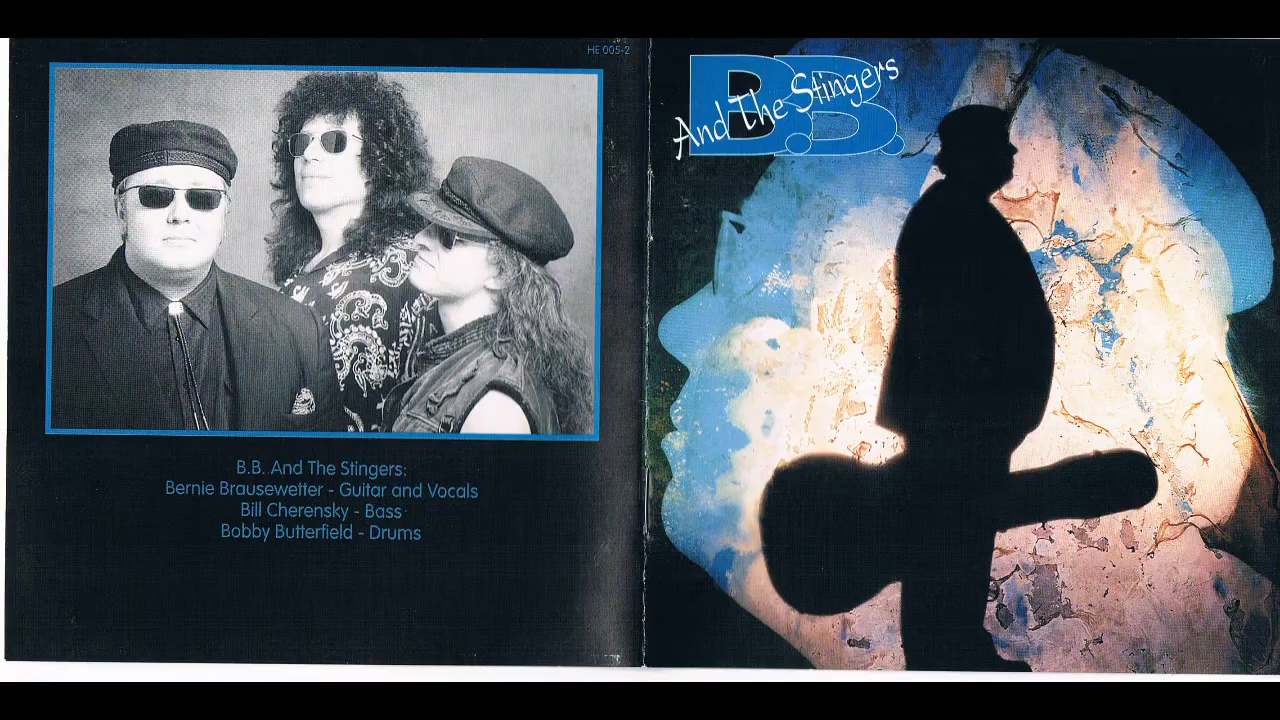 HE 005-2
B.B. And The Stingers:
Bernie Brausewetter - Guitar and Vocals
Bill Cherensky - Bass
Bobby Butterfield - Drums
B.B.
And The Stingers